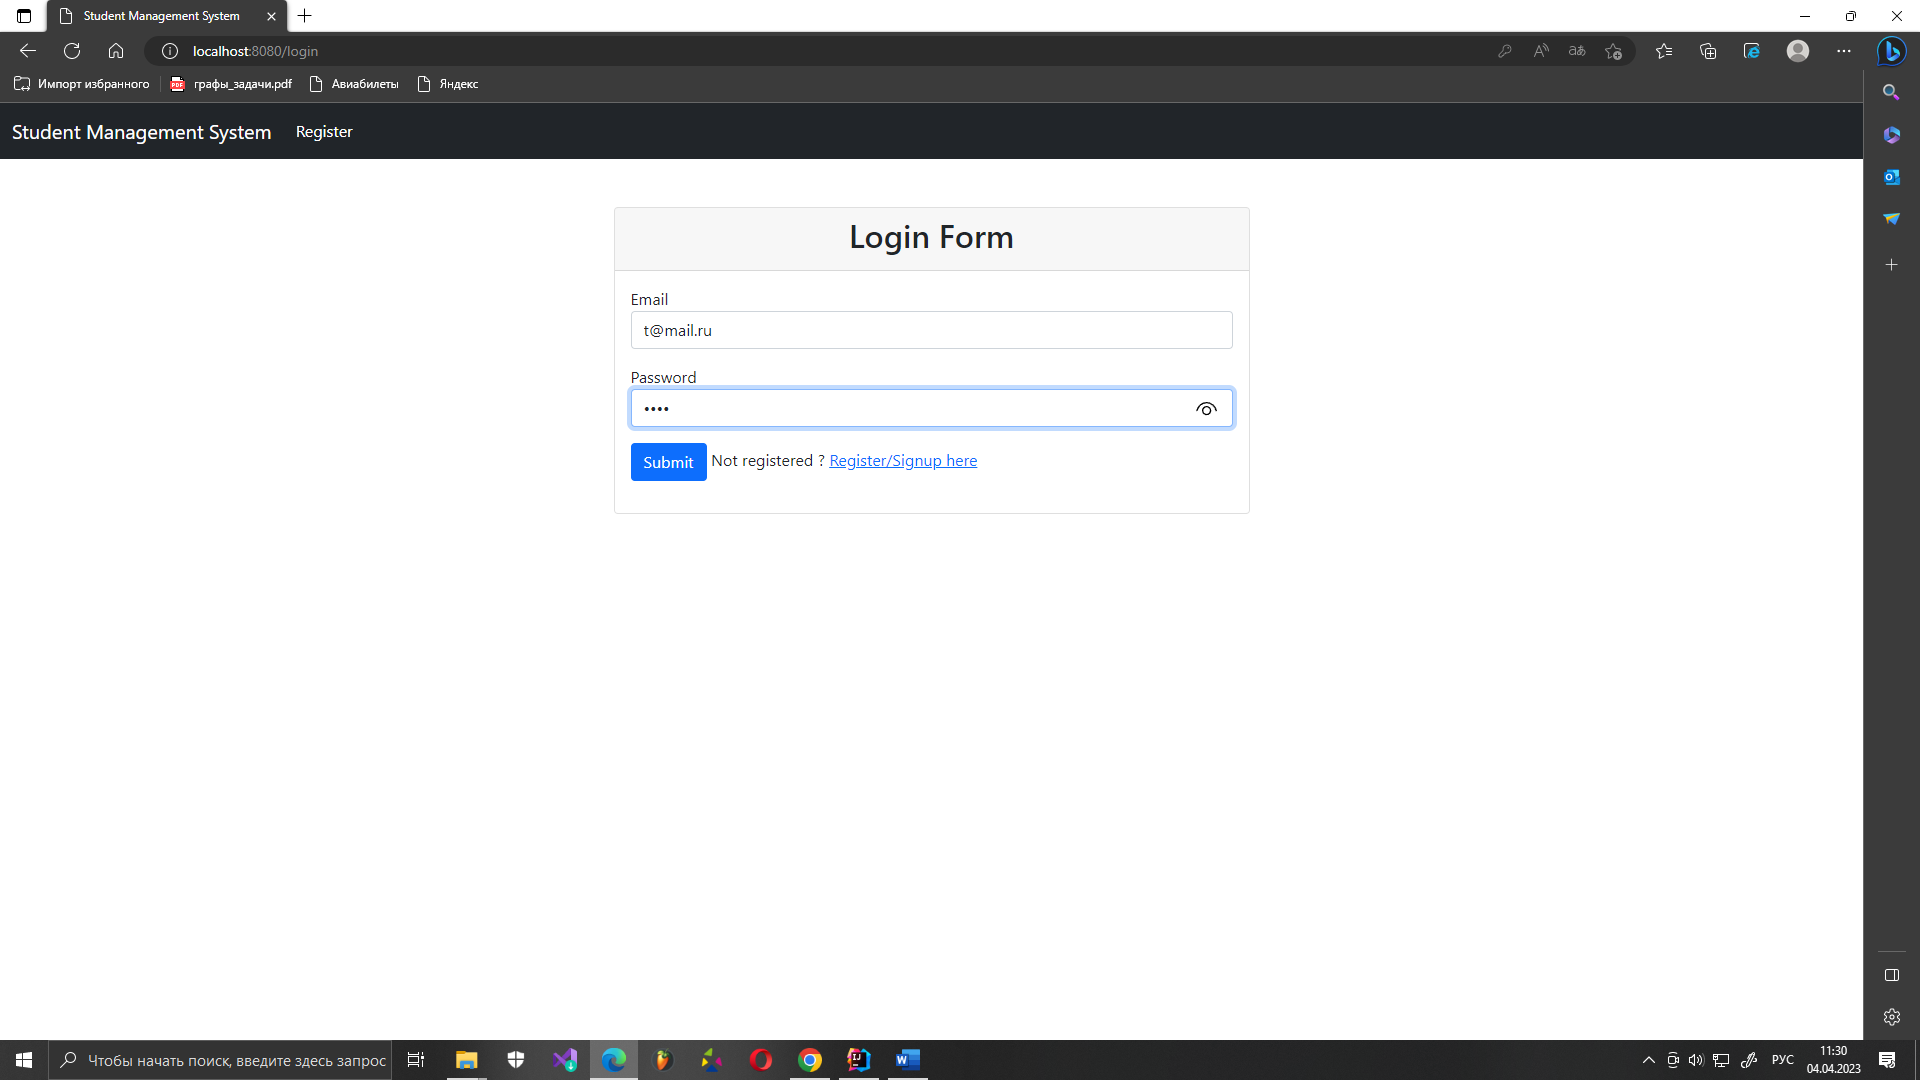 Student Management System
localhost:8080/login
Импорт избранного
графы_задачи.pdf
Авиабилеты
Яндекс
Student Management System
Register
Login Form
Email
t@mail.ru
Password
••••
Submit Not registered ? Register/Signup here
Чтобы начать поиск, введите здесь запрос
РУС
11:30
04.04.2023